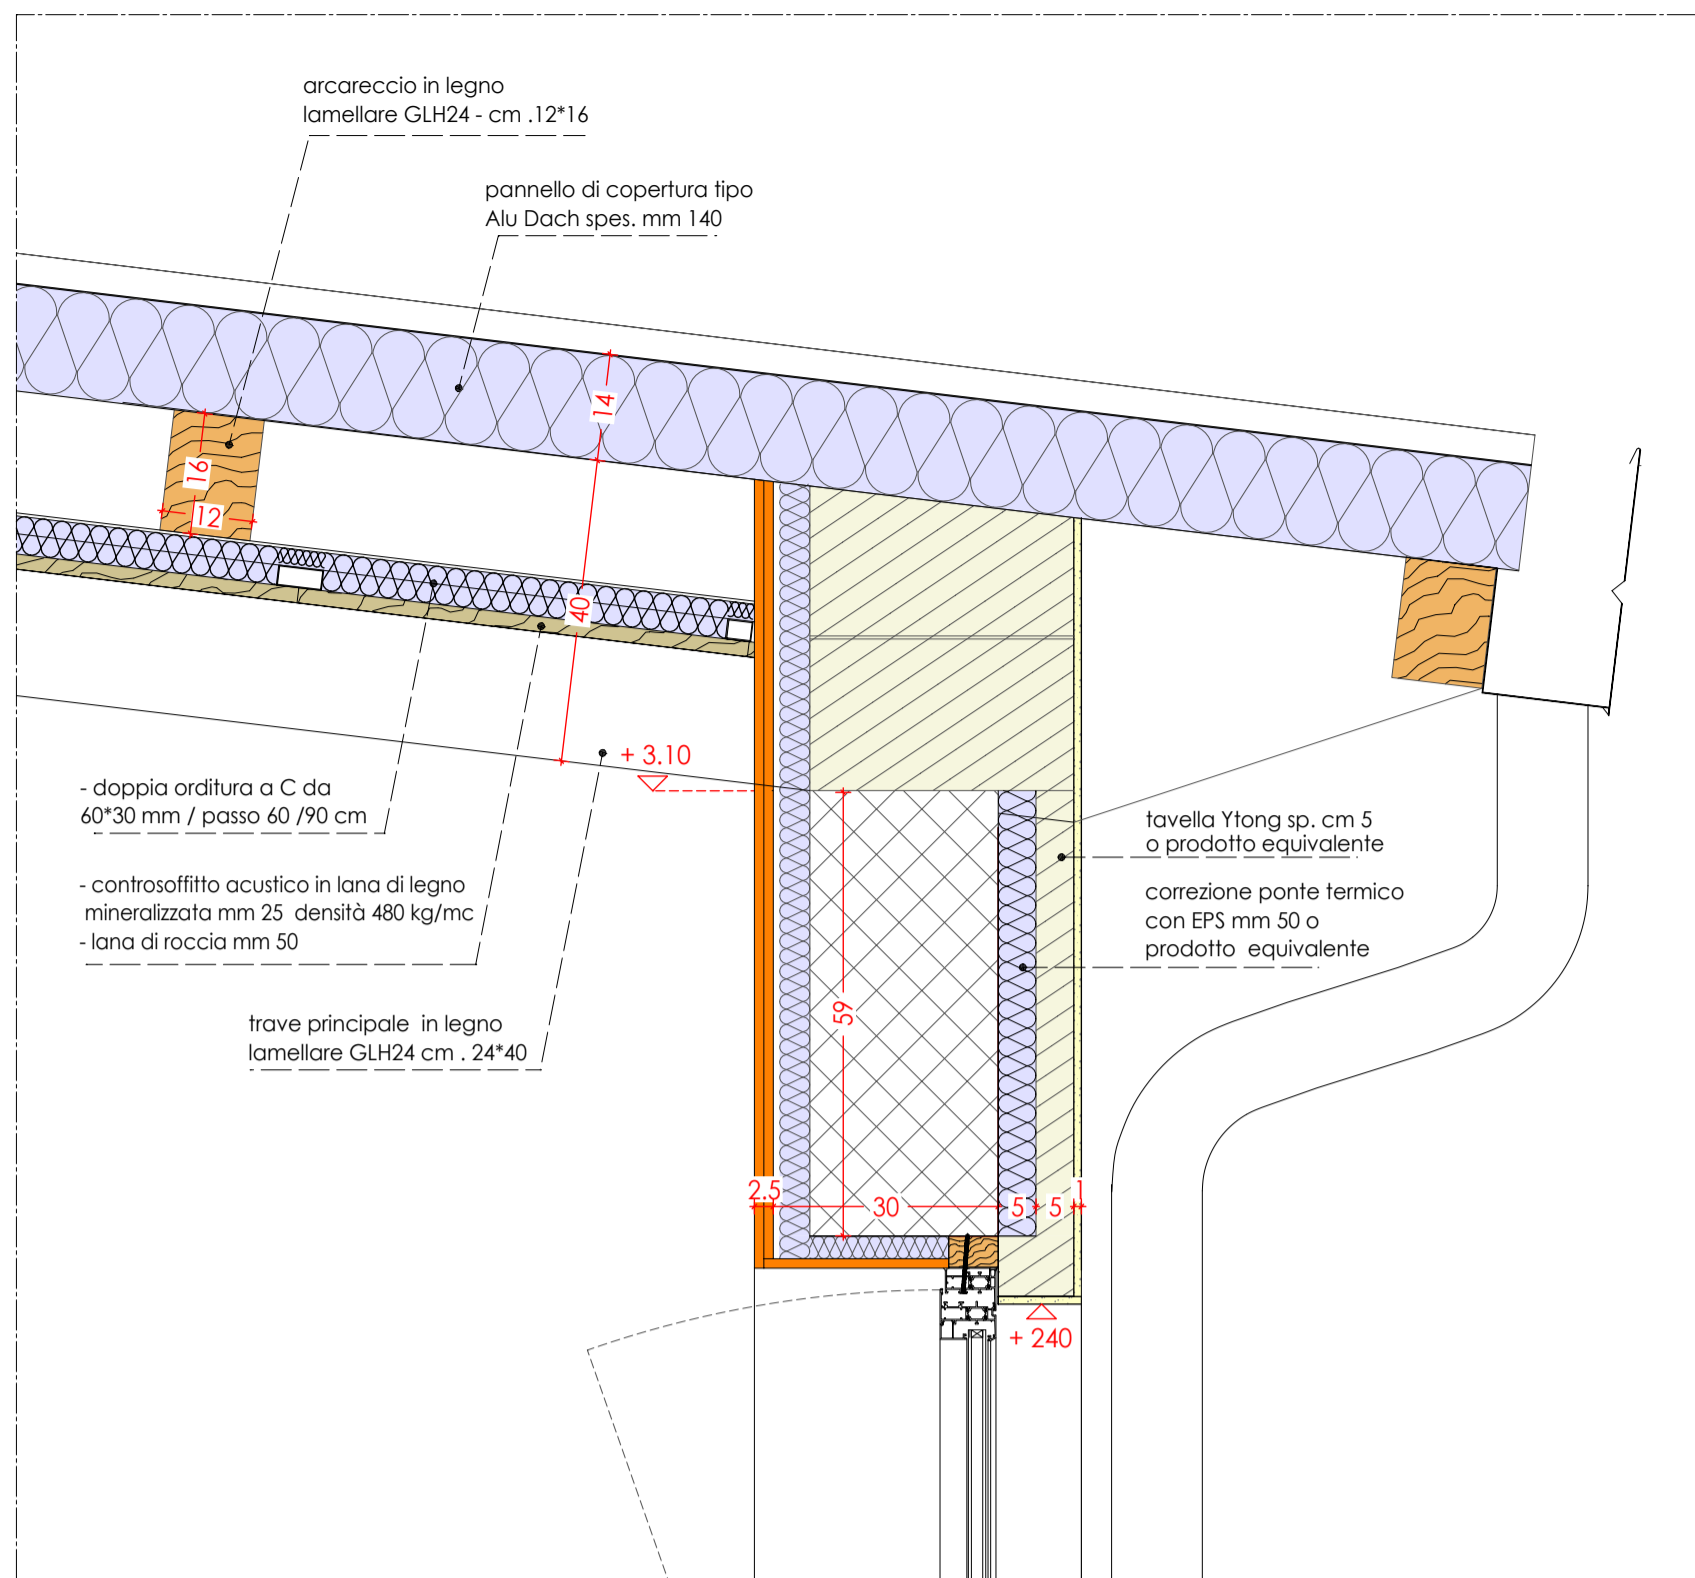 arcareccio in legno
lamellare GLH24 - cm .12*16
pannello di copertura tipo
Alu Dach spes. mm 140
14
16
12
40
+ 3.10
- doppia orditura a C da
60*30 mm / passo 60 /90 cm
- controsoffitto acustico in lana di legno
mineralizzata mm 25 densità 480 kg/mc
- lana di roccia mm 50
trave principale in legno
lamellare GLH24 cm . 24*40
tavella Ytong sp. cm 5
o prodotto equivalente
correzione ponte termico
con EPS mm 50 o
prodotto equivalente
59
2.5
30
5
5
1
+ 240